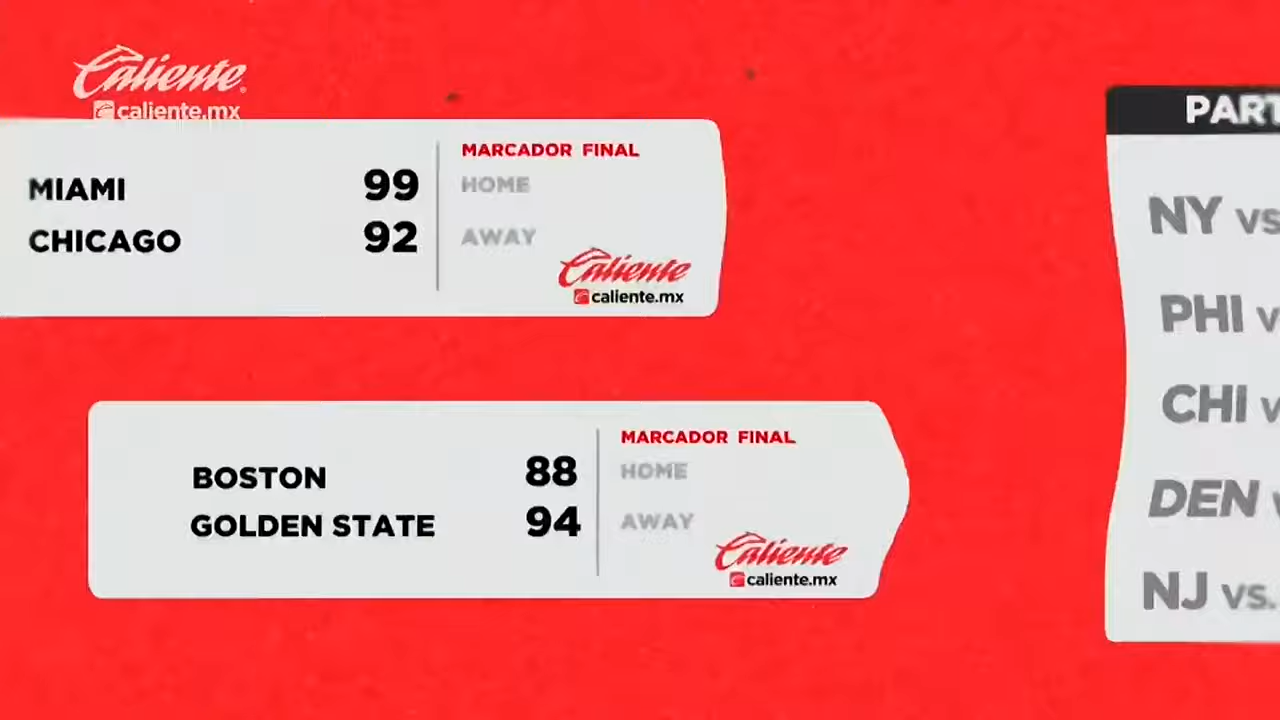 Caliente
caliente.mx
MARCADOR FINAL
MIAMI 99 HOME
CHICAGO 92 AWAY
Caliente
caliente.mx
MARCADOR FINAL
BOSTON 88 HOME
GOLDEN STATE 94 AWAY
Caliente
caliente.mx
NY VS
PHI
CHI
DEN
NJ VS.